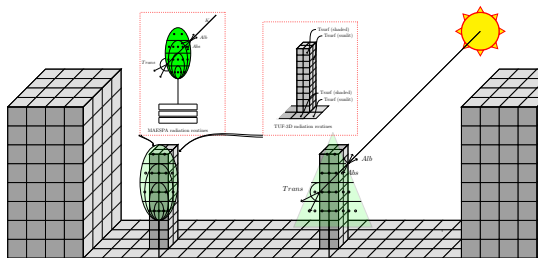 Alb
Abs
Trans
MAESPA radiation routines
Tsurf (shaded)
Tsurf (sunlit)
Tsurf (shaded)
Tsurf (sunlit)
TUF-3D radiation routines
Alb
Abs
Trans